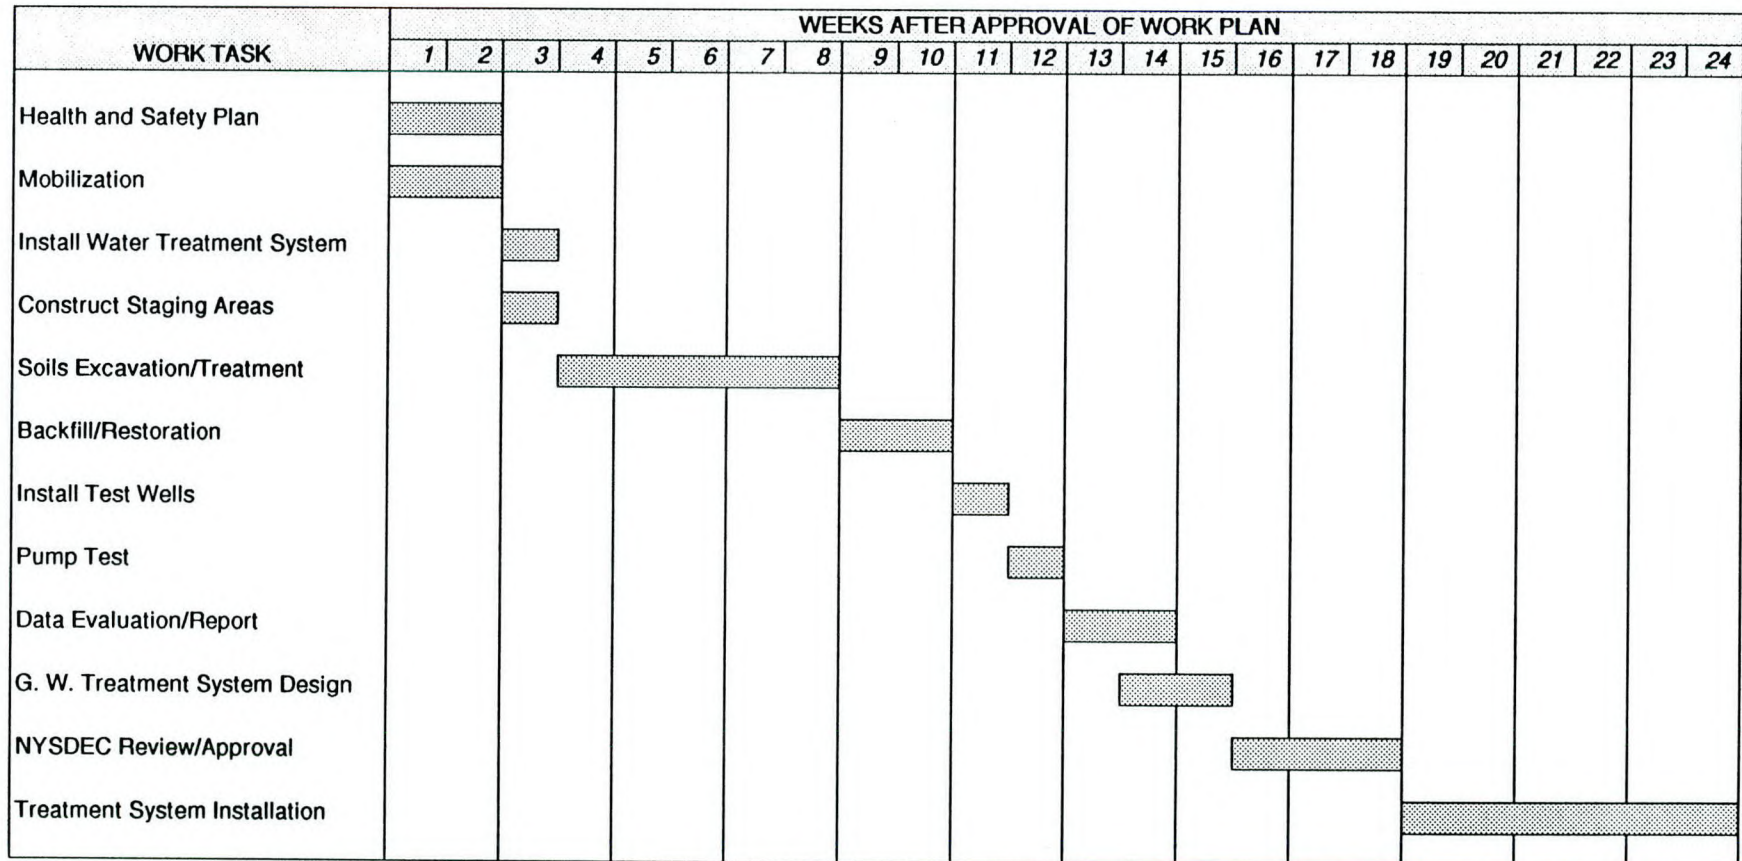 WEEKS AFTER APPROVAL OF WORK PLAN
WORK TASK 1 2 3 4 5 6 7 8 9 10 11 12 13 14 15 16 17 18 19 20 21 22 23 24
Health and Safety Plan
Mobilization
Install Water Treatment System
Construct Staging Areas
Soils Excavation/Treatment
Backfill/Restoration
Install Test Wells
Pump Test
Data Evaluation/Report
G. W. Treatment System Design
NYSDEC Review/Approval
Treatment System Installation